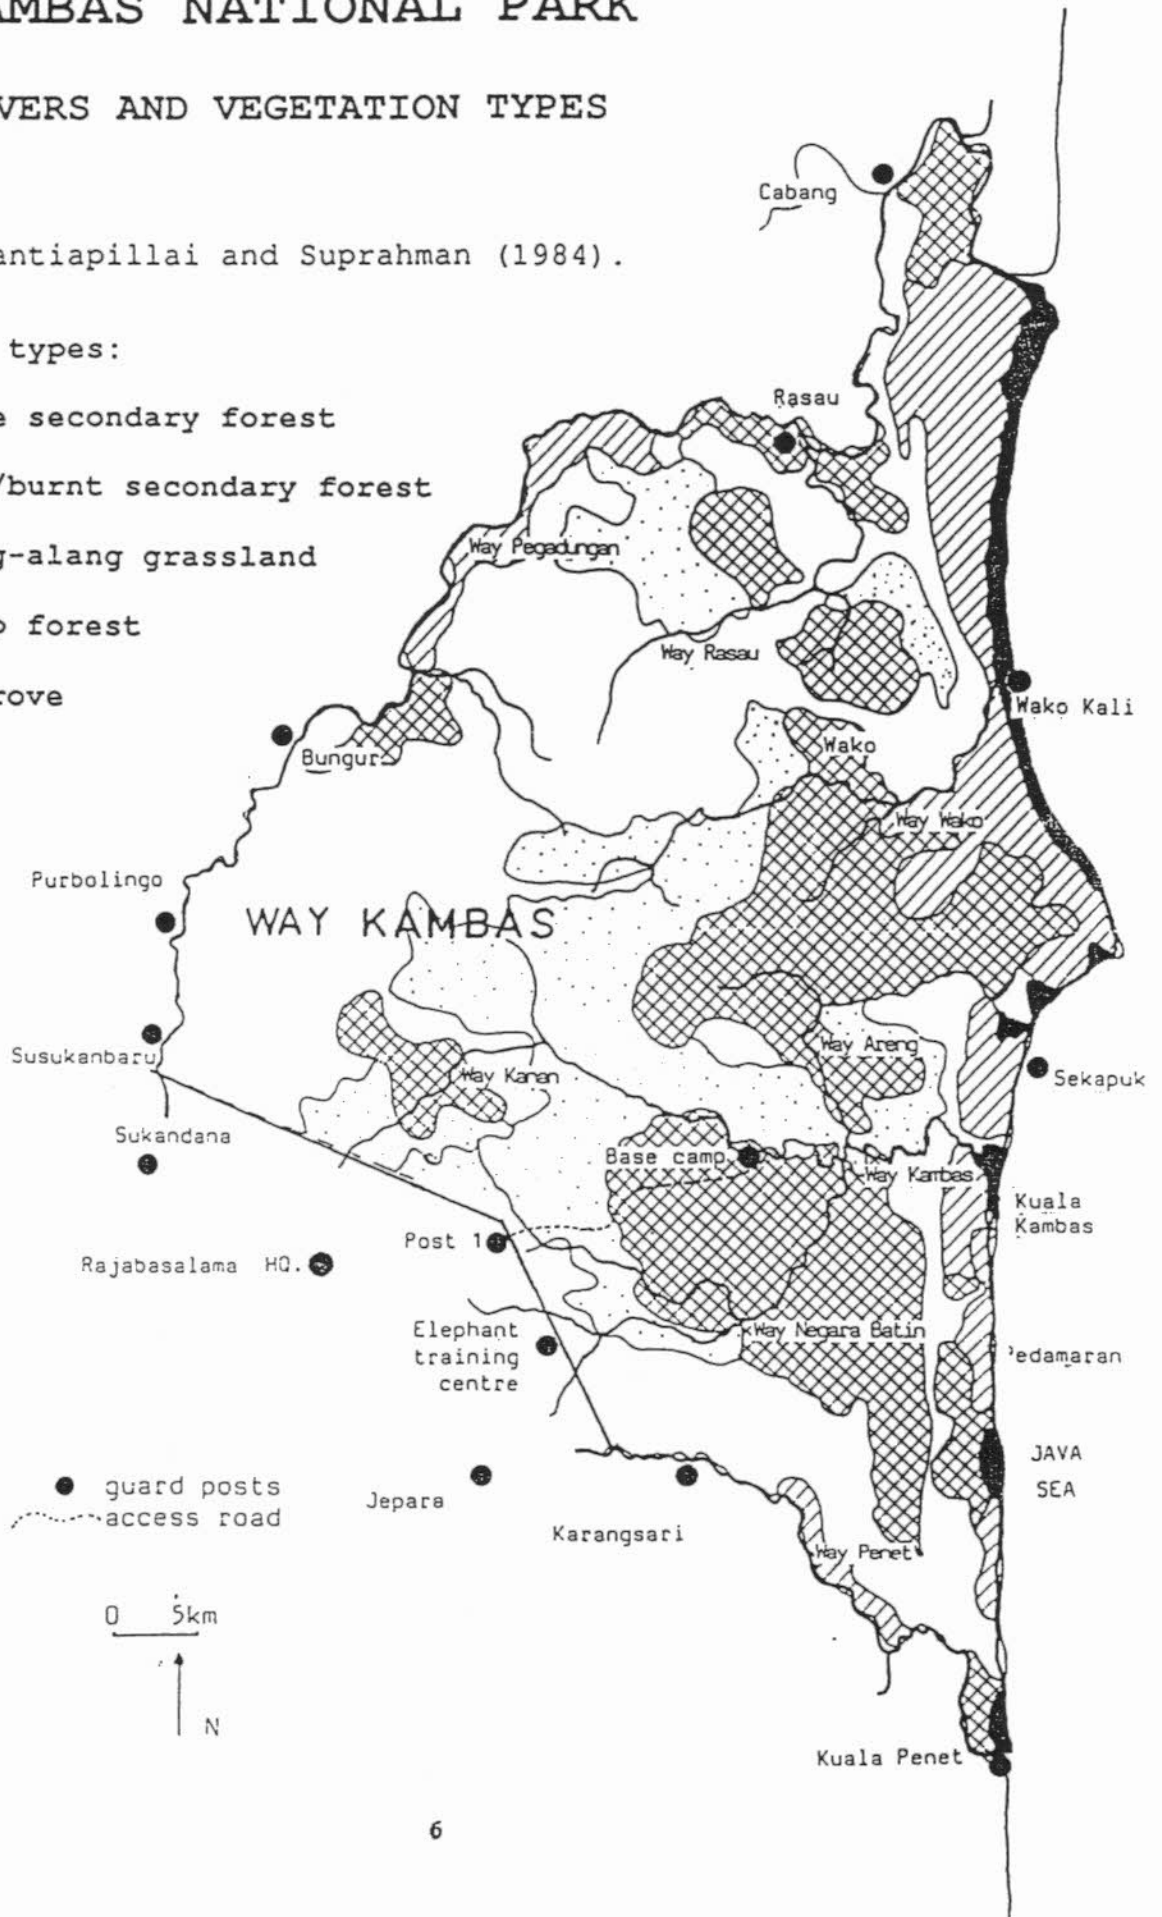 AMBAS NATIONAL PARK
VERS AND VEGETATION TYPES
antiapillai and Suprahman (1984).
types:
e secondary forest
/burnt secondary forest
g-alang grassland
p forest
rove
Cabang
Rasau
Way Pegadungan
Way Rasau
Wako Kali
Bungur
Wako
Way Wako
Purbolingo
WAY KAMBAS
Susukanbaru
Way Areng
Way Kanan
Sekapuk
Sukandana
Base camp
Way Kambas
Kuala
Kambas
Post 1
Rajabasalama HQ.
Elephant
training
centre
Way Negara Batin
Pedamaran
JAVA
SEA
guard posts
access road
Jepara
Karangsari
Way Penet
0 5km
N
Kuala Penet
6